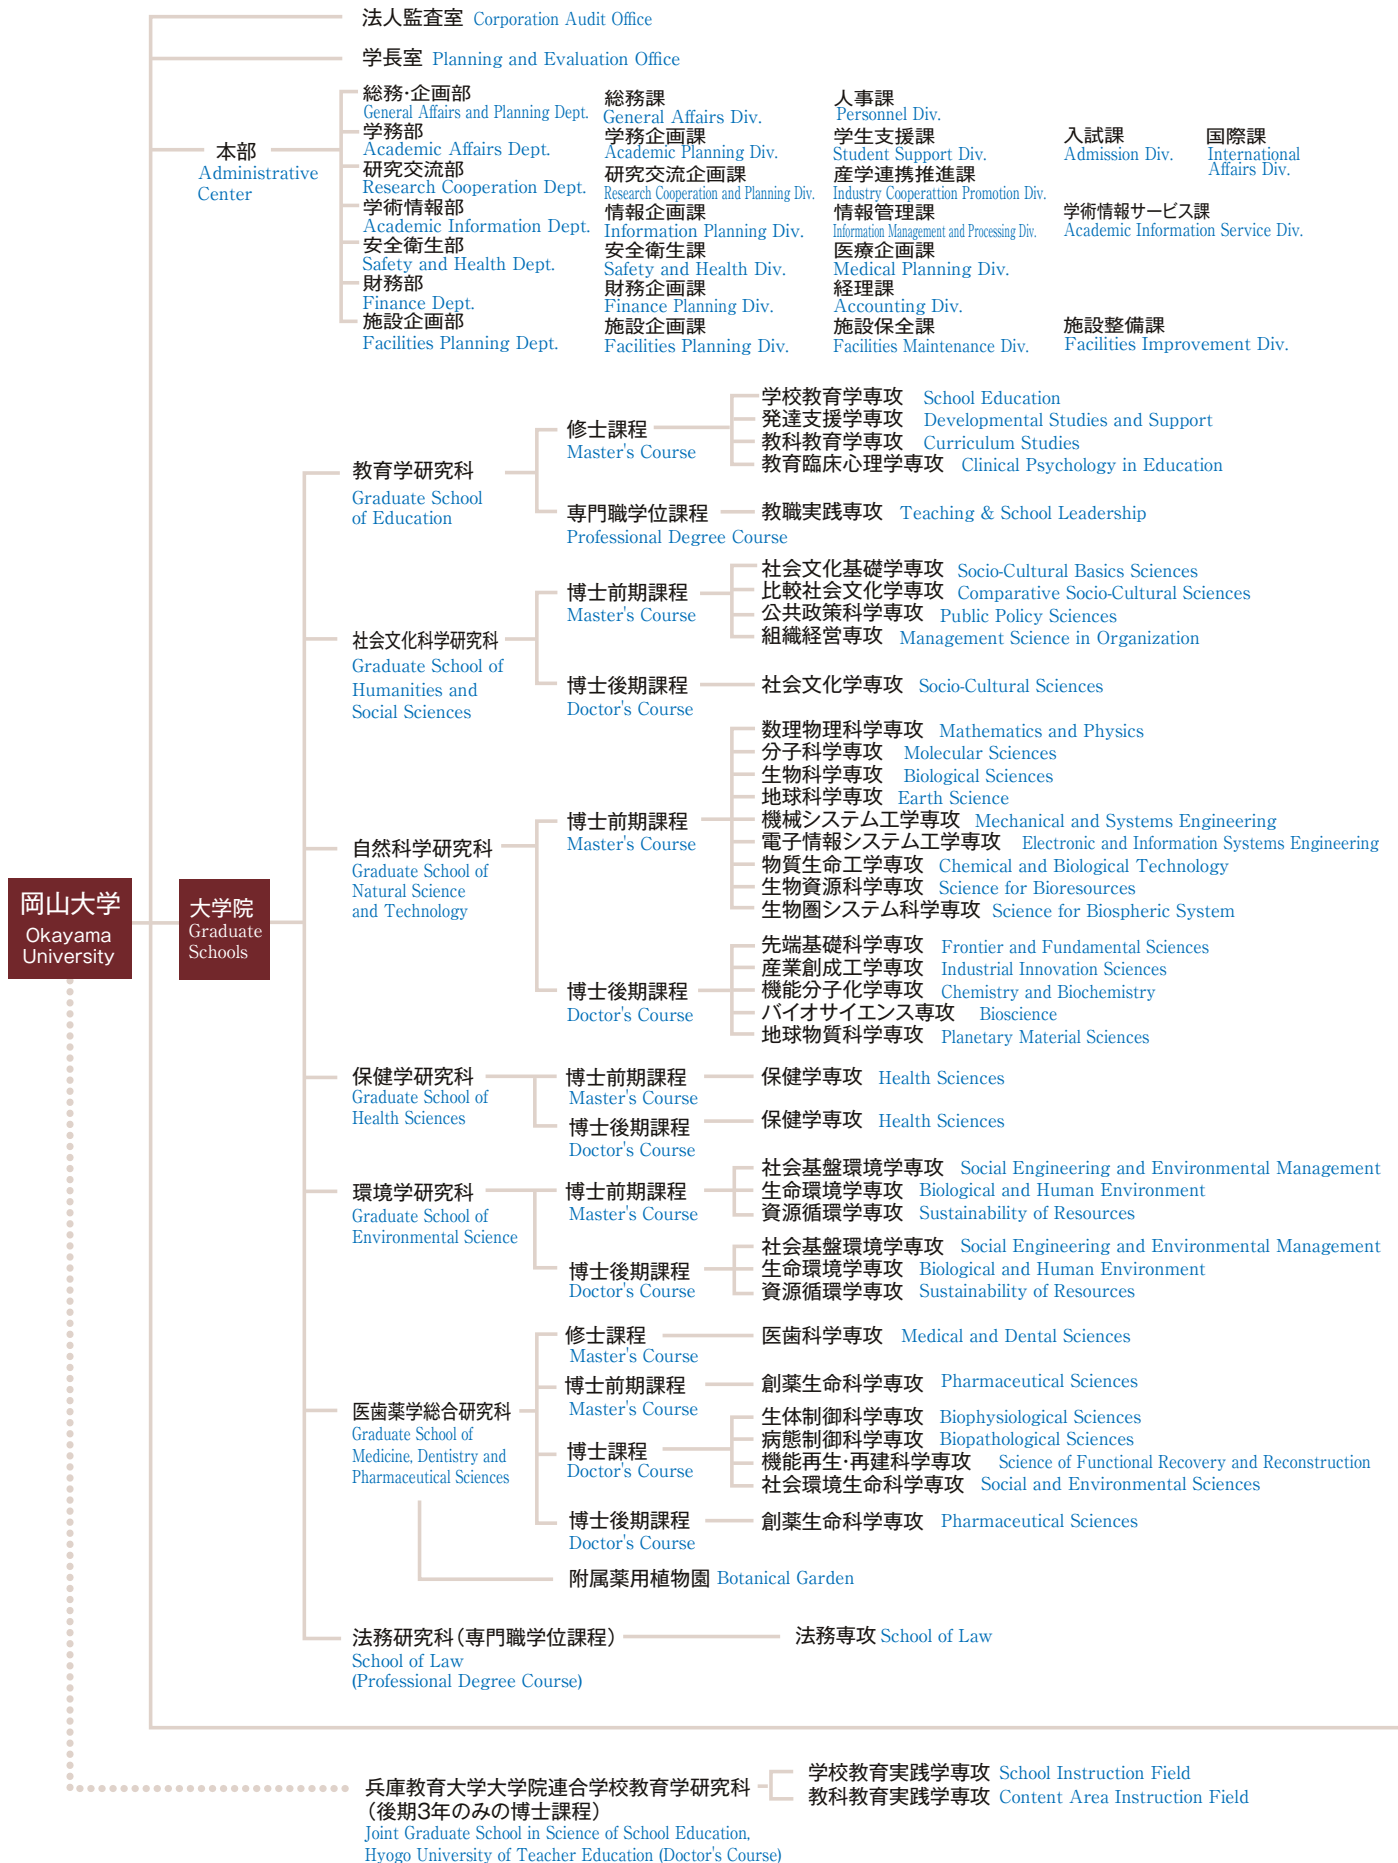 法人監査室 Corporation Audit Office
学長室 Planning and Evaluation Office
本部
Administrative
Center
総務・企画部 総務課 人事課
General Affairs and Planning Dept. General Affairs Div. Personnel Div.
学務部 学務企画課 学生支援課 入試課 国際課
Academic Affairs Dept. Academic Planning Div. Student Support Div. Admission Div. International
Affairs Div.
研究交流部 研究交流企画課 産学連携推進課
Research Cooperation Dept. Research Cooperation and Planning Div. Industry Cooperattion Promotion Div.
学術情報部 情報企画課 情報管理課 学術情報サービス課
Academic Information Dept. Information Planning Div. Information Management and Processing Div. Academic Information Service Div.
安全衛生部 安全衛生課 医療企画課
Safety and Health Dept. Safety and Health Div. Medical Planning Div.
財務部 財務企画課 経理課
Finance Dept. Finance Planning Div. Accounting Div.
施設企画部 施設企画課 施設保全課 施設整備課
Facilities Planning Dept. Facilities Planning Div. Facilities Maintenance Div. Facilities Improvement Div.
岡山大学
Okayama
University
大学院
Graduate
Schools
教育学研究科
Graduate School
of Education
修士課程
Master's Course
学校教育学専攻 School Education
発達支援学専攻 Developmental Studies and Support
教科教育学専攻 Curriculum Studies
教育臨床心理学専攻 Clinical Psychology in Education
専門職学位課程
Professional Degree Course
教職実践専攻 Teaching & School Leadership
社会文化科学研究科
Graduate School of
Humanities and
Social Sciences
博士前期課程
Master's Course
社会文化基礎学専攻 Socio-Cultural Basics Sciences
比較社会文化学専攻 Comparative Socio-Cultural Sciences
公共政策科学専攻 Public Policy Sciences
組織経営専攻 Management Science in Organization
博士後期課程
Doctor's Course
社会文化学専攻 Socio-Cultural Sciences
自然科学研究科
Graduate School of
Natural Science
and Technology
博士前期課程
Master's Course
数理物理科学専攻 Mathematics and Physics
分子科学専攻 Molecular Sciences
生物科学専攻 Biological Sciences
地球科学専攻 Earth Science
機械システム工学専攻 Mechanical and Systems Engineering
電子情報システム工学専攻 Electronic and Information Systems Engineering
物質生命工学専攻 Chemical and Biological Technology
生物資源科学専攻 Science for Bioresources
生物圏システム科学専攻 Science for Biospheric System
博士後期課程
Doctor's Course
先端基礎科学専攻 Frontier and Fundamental Sciences
産業創成工学専攻 Industrial Innovation Sciences
機能分子化学専攻 Chemistry and Biochemistry
バイオサイエンス専攻 Bioscience
地球物質科学専攻 Planetary Material Sciences
保健学研究科
Graduate School of
Health Sciences
博士前期課程
Master's Course
保健学専攻 Health Sciences
博士後期課程
Doctor's Course
保健学専攻 Health Sciences
環境学研究科
Graduate School of
Environmental Science
博士前期課程
Master's Course
社会基盤環境学専攻 Social Engineering and Environmental Management
生命環境学専攻 Biological and Human Environment
資源循環学専攻 Sustainability of Resources
博士後期課程
Doctor's Course
社会基盤環境学専攻 Social Engineering and Environmental Management
生命環境学専攻 Biological and Human Environment
資源循環学専攻 Sustainability of Resources
医歯薬学総合研究科
Graduate School of
Medicine, Dentistry and
Pharmaceutical Sciences
修士課程
Master's Course
医歯科学専攻 Medical and Dental Sciences
博士前期課程
Master's Course
創薬生命科学専攻 Pharmaceutical Sciences
博士課程
Doctor's Course
生体制御科学専攻 Biophysiological Sciences
病態制御科学専攻 Biopathological Sciences
機能再生・再建科学専攻 Science of Functional Recovery and Reconstruction
社会環境生命科学専攻 Social and Environmental Sciences
博士後期課程
Doctor's Course
創薬生命科学専攻 Pharmaceutical Sciences
附属薬用植物園 Botanical Garden
法務研究科（専門職学位課程）
School of Law
(Professional Degree Course)
法務専攻 School of Law
兵庫教育大学大学院連合学校教育学研究科
（後期3年のみの博士課程）
Joint Graduate School in Science of School Education,
Hyogo University of Teacher Education (Doctor's Course)
学校教育実践学専攻 School Instruction Field
教科教育実践学専攻 Content Area Instruction Field